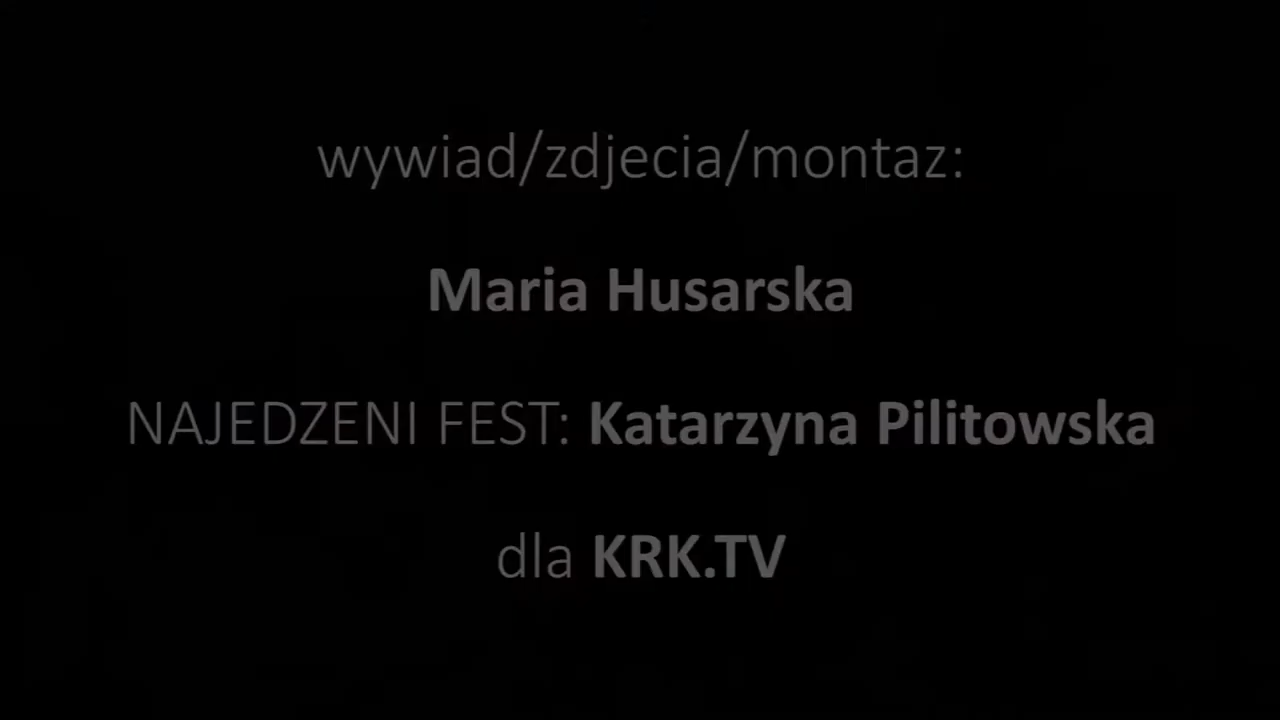 wywiad/zdjecia/montaz:
Maria Husarska
NAJEDZENI FEST: Katarzyna Pilitowska
dla KRK.TV